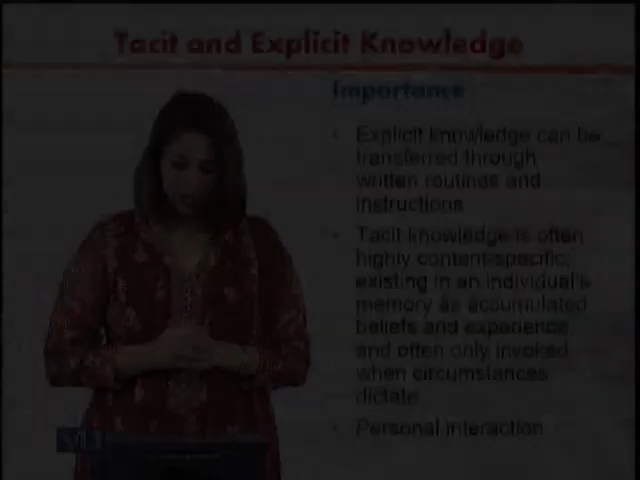 Tacit and Explicit Knowledge
Importance
• Explicit knowledge can be
transferred through
written routines and
instructions
• Tacit knowledge is often
highly content-specific,
existing in an individual's
memory as accumulated
beliefs and experience,
and often only invoked
when circumstances
dictate
• Personal interaction